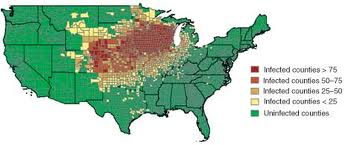 Infected counties > 75
Infected counties 50–75
Infected counties 25–50
Infected counties < 25
Uninfected counties